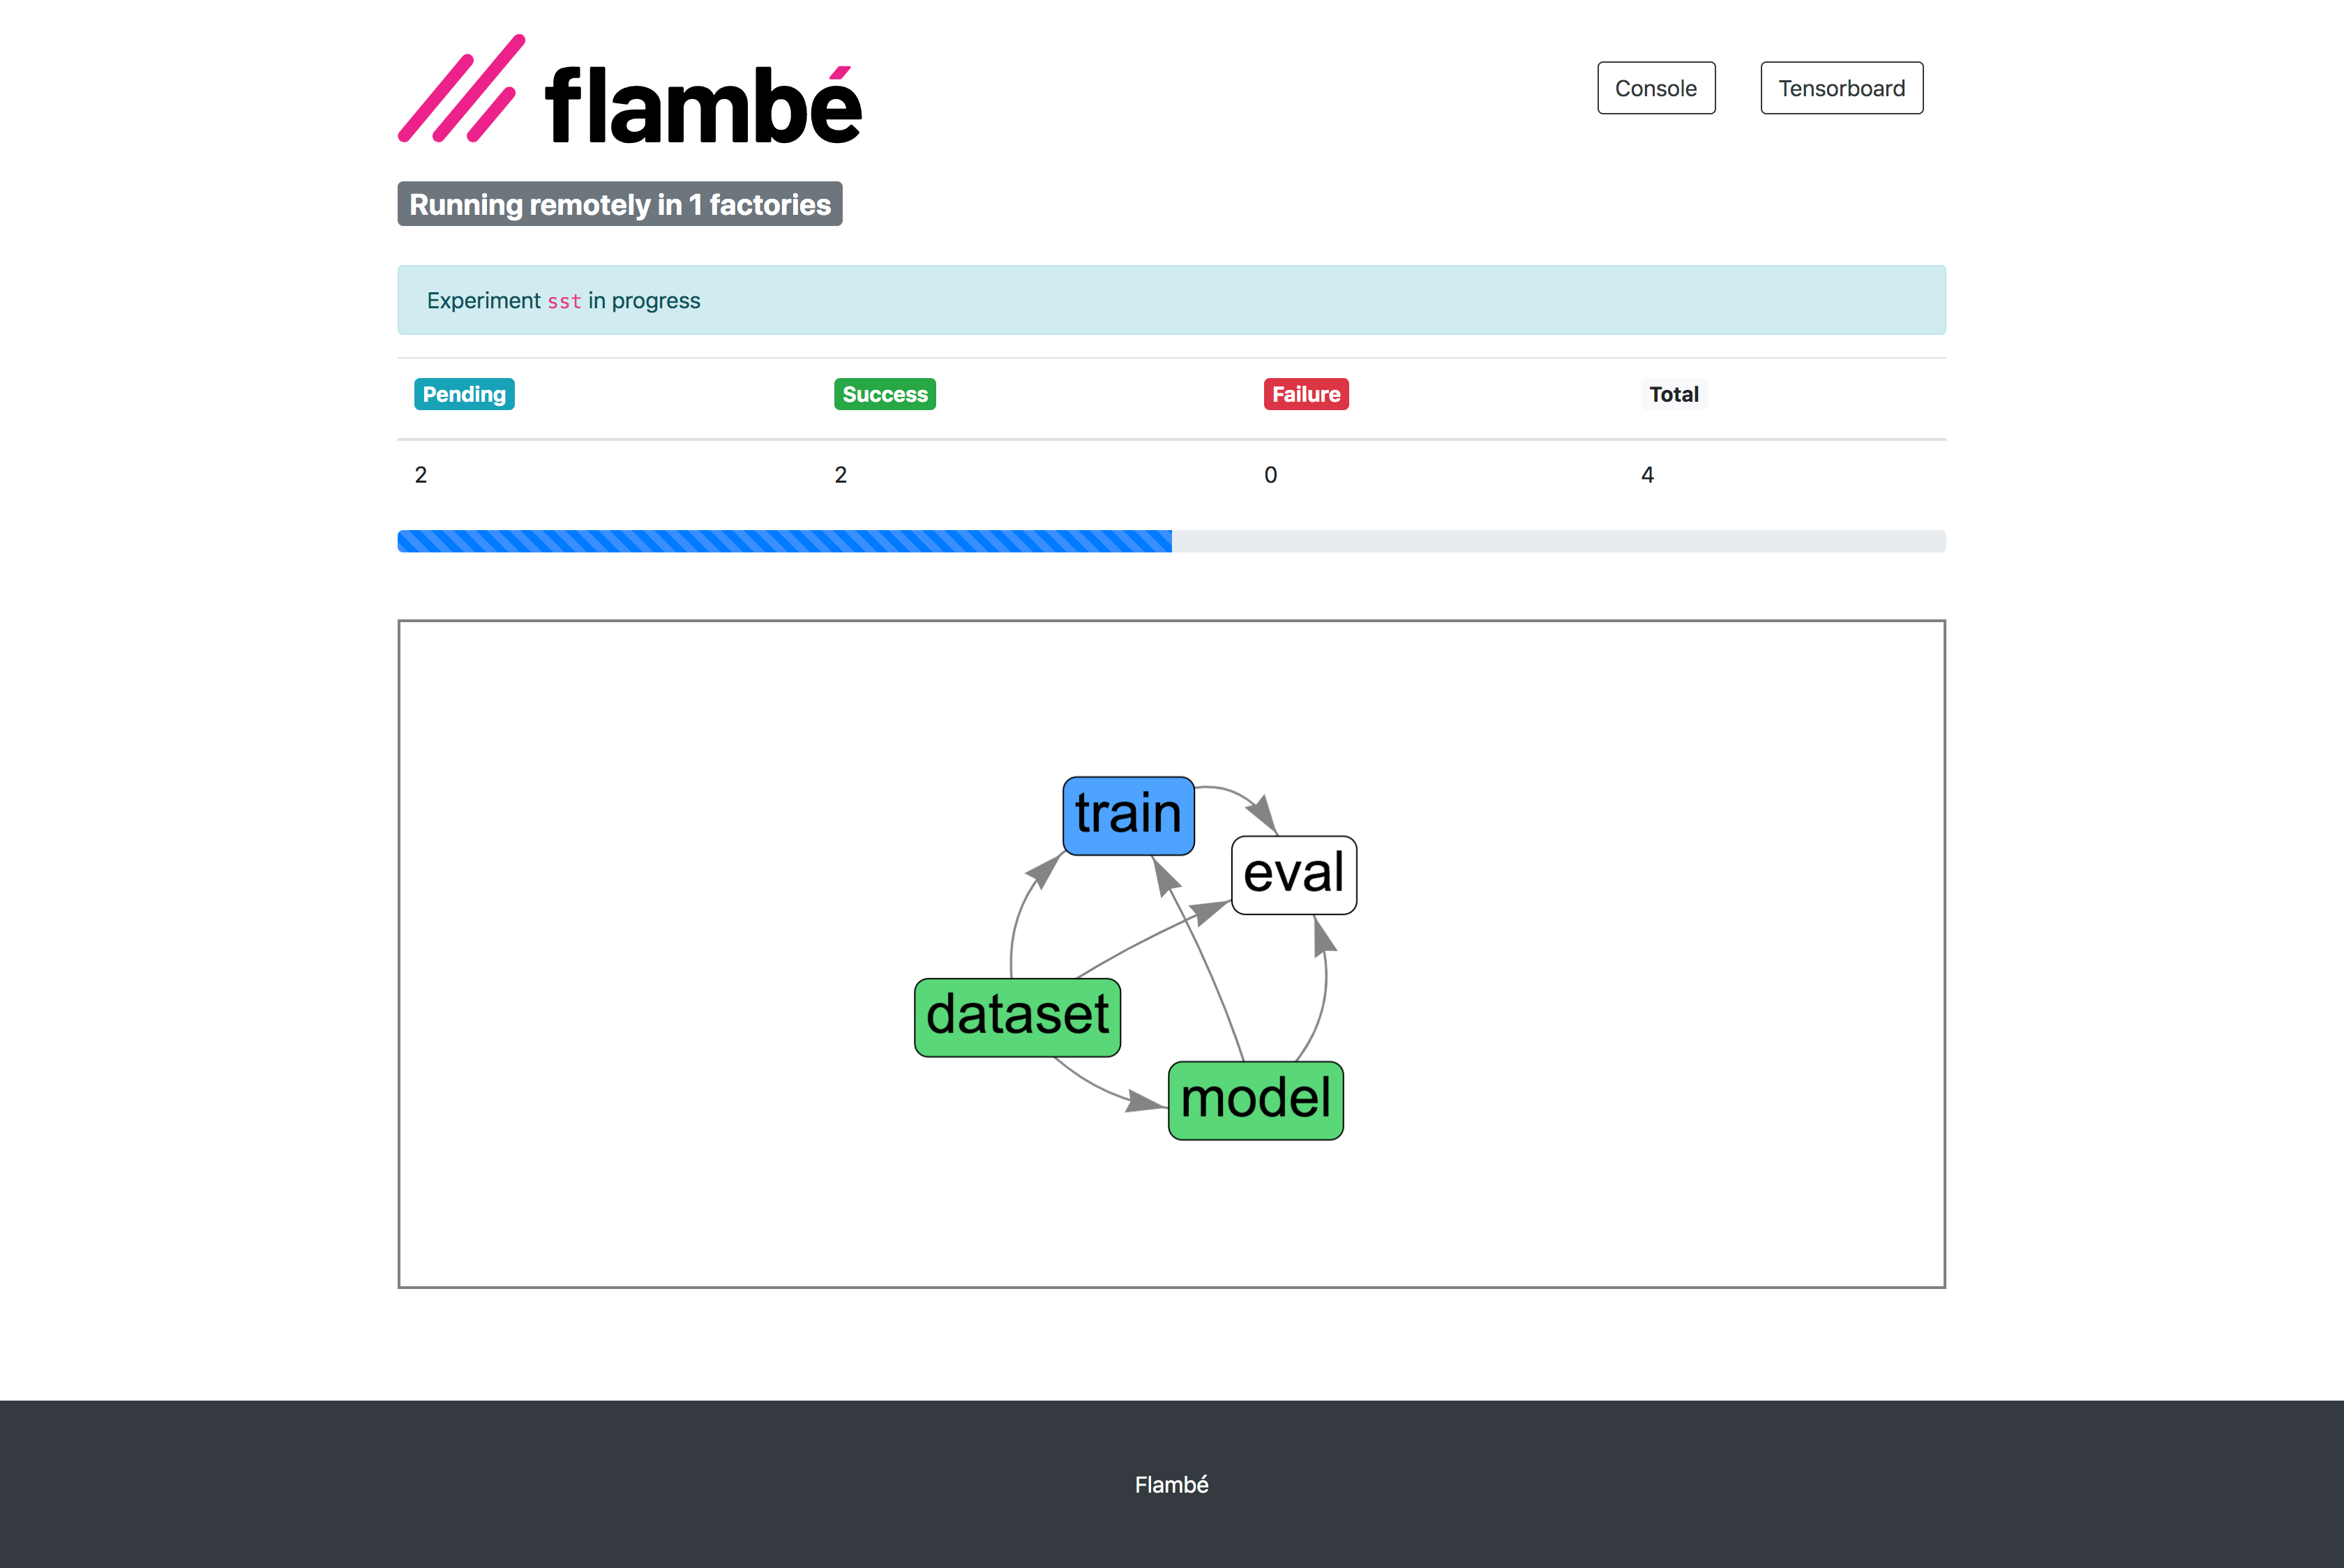 flambé
Console Tensorboard
Running remotely in 1 factories
Experiment sst in progress
Pending Success Failure Total
2 2 0 4
train
eval
dataset
model
Flambé